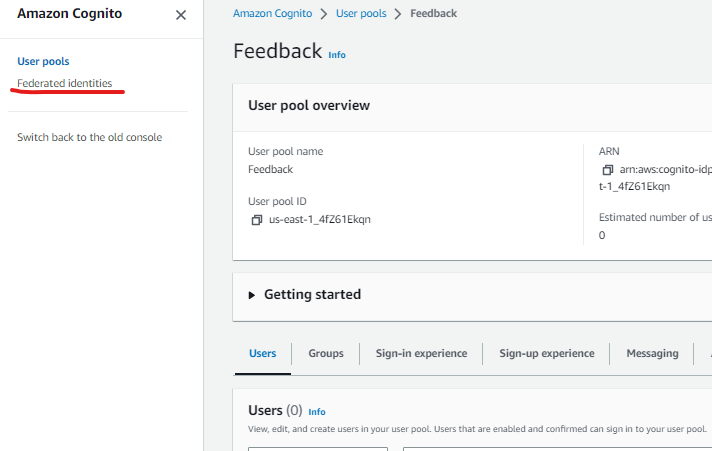 Amazon Cognito
User pools
Federated identities
Switch back to the old console
Amazon Cognito > User pools > Feedback
Feedback Info
User pool overview
User pool name
Feedback
User pool ID
us-east-1_4fZ61Ekqn
ARN
arn:aws:cognito-idp
t-1_4fZ61Ekqn
Estimated number of us
0
Getting started
Users Groups Sign-in experience Sign-up experience Messaging
Users (0) Info
View, edit, and create users in your user pool. Users that are enabled and confirmed can sign in to your user pool.